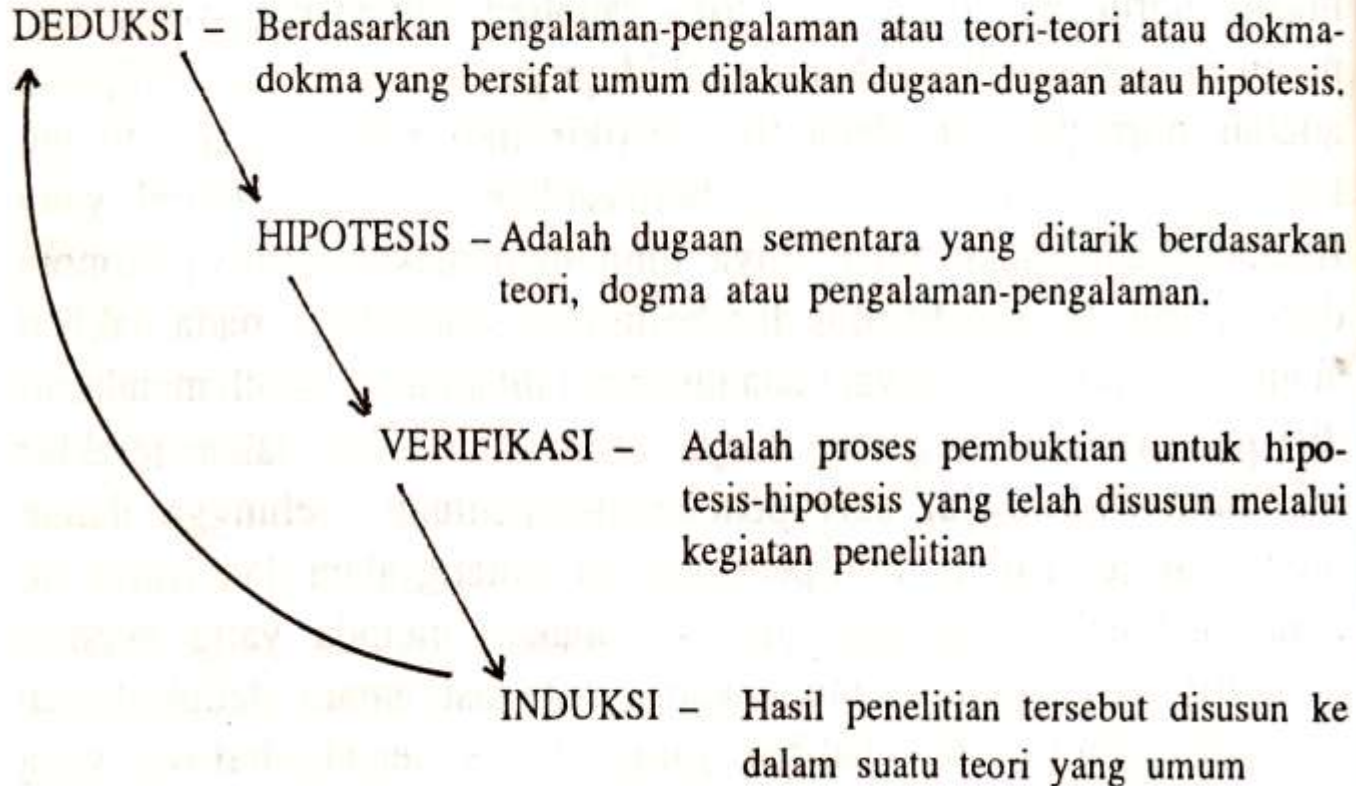 DEDUKSI – Berdasarkan pengalaman-pengalaman atau teori-teori atau dokma-
dokma yang bersifat umum dilakukan dugaan-dugaan atau hipotesis.
HIPOTESIS – Adalah dugaan sementara yang ditarik berdasarkan
teori, dogma atau pengalaman-pengalaman.
VERIFIKASI – Adalah proses pembuktian untuk hipo-
tesis-hipotesis yang telah disusun melalui
kegiatan penelitian
INDUKSI – Hasil penelitian tersebut disusun ke
dalam suatu teori yang umum